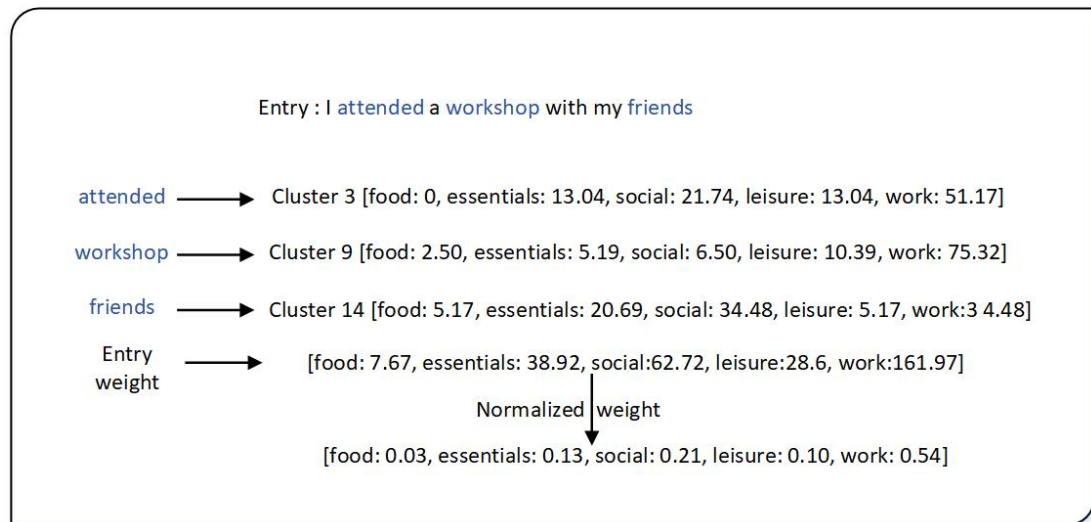 Entry : I attended a workshop with my friends
attended Cluster 3 [food: 0, essentials: 13.04, social: 21.74, leisure: 13.04, work: 51.17]
workshop Cluster 9 [food: 2.50, essentials: 5.19, social: 6.50, leisure: 10.39, work: 75.32]
friends Cluster 14 [food: 5.17, essentials: 20.69, social: 34.48, leisure: 5.17, work:3 4.48]
Entry
weight
[food: 7.67, essentials: 38.92, social:62.72, leisure:28.6, work:161.97]
Normalized weight
[food: 0.03, essentials: 0.13, social: 0.21, leisure: 0.10, work: 0.54]